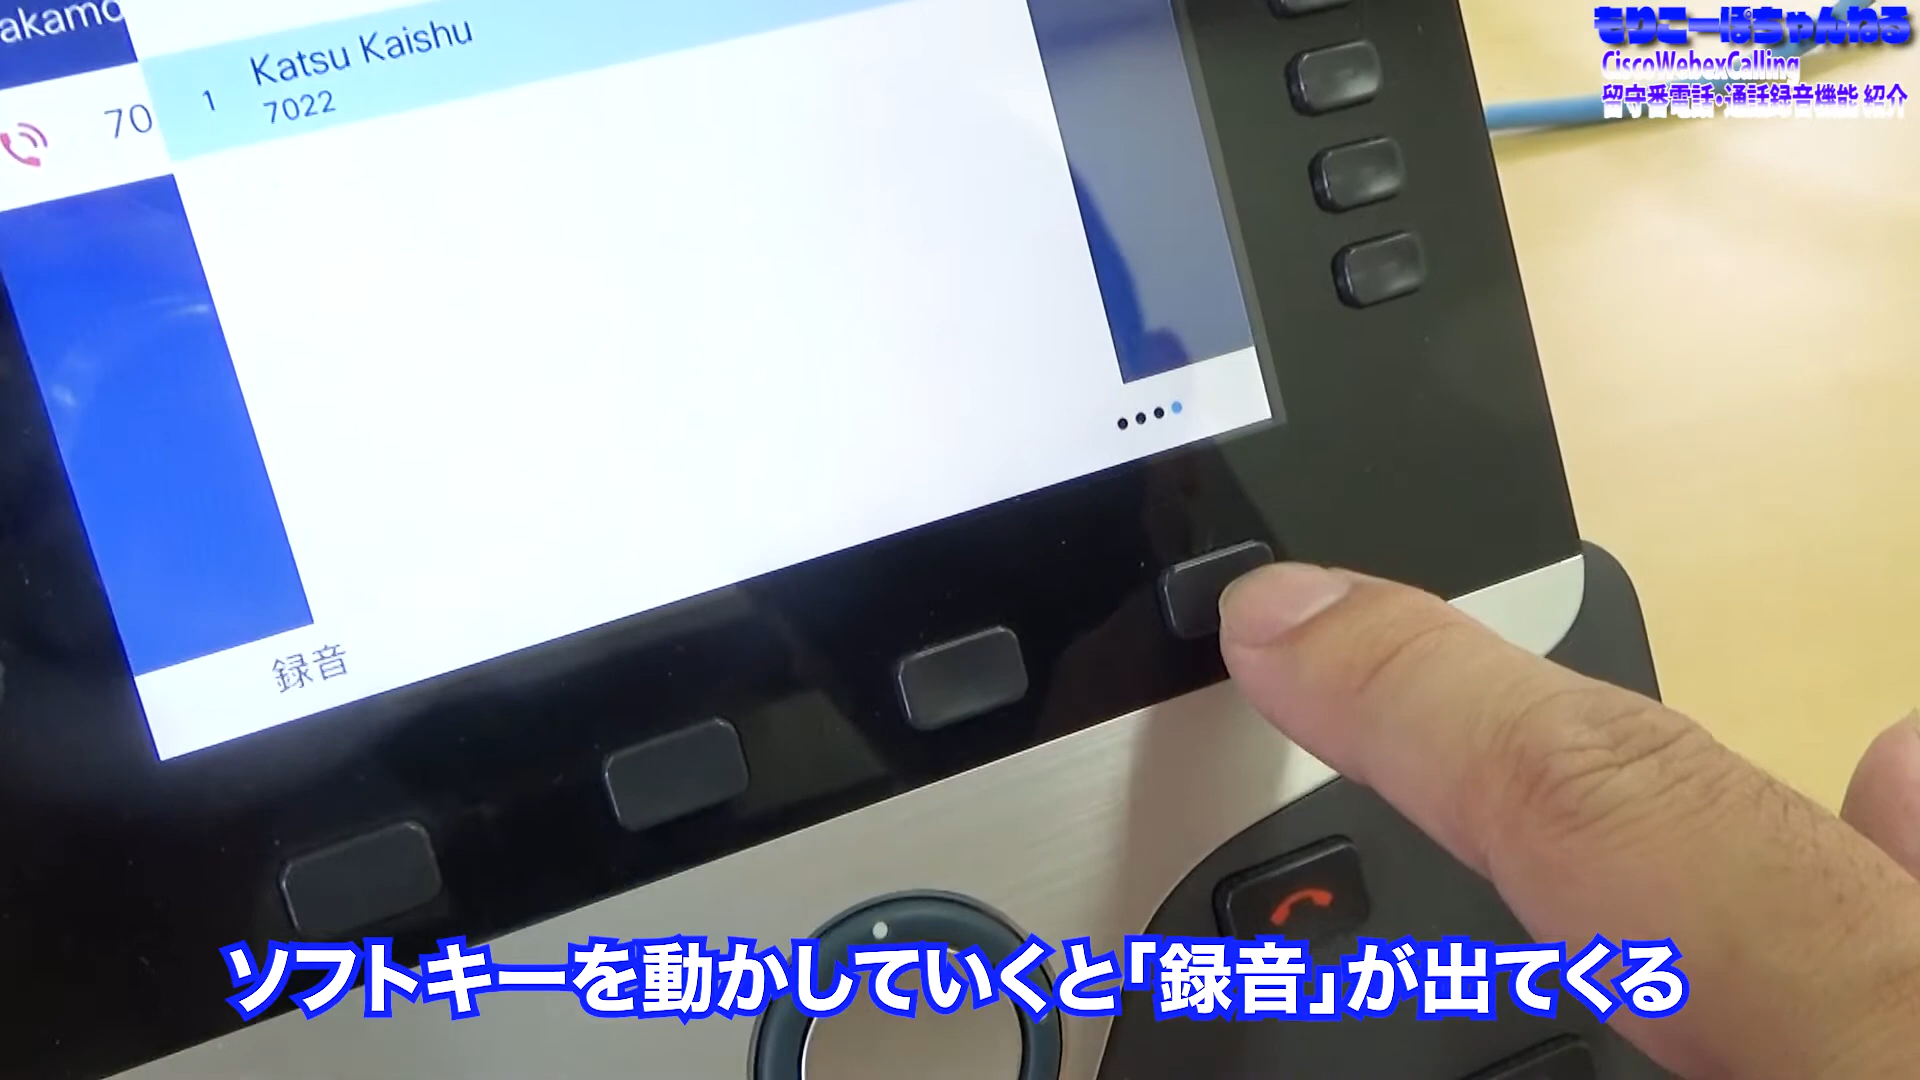 もりこーぽちゃんねる
CiscoWebexCalling
留守番電話・通話録音機能 紹介
akamo
Katsu Kaishu
70
1
7022
録音
ソフトキーを動かしていくと「録音」が出てくる